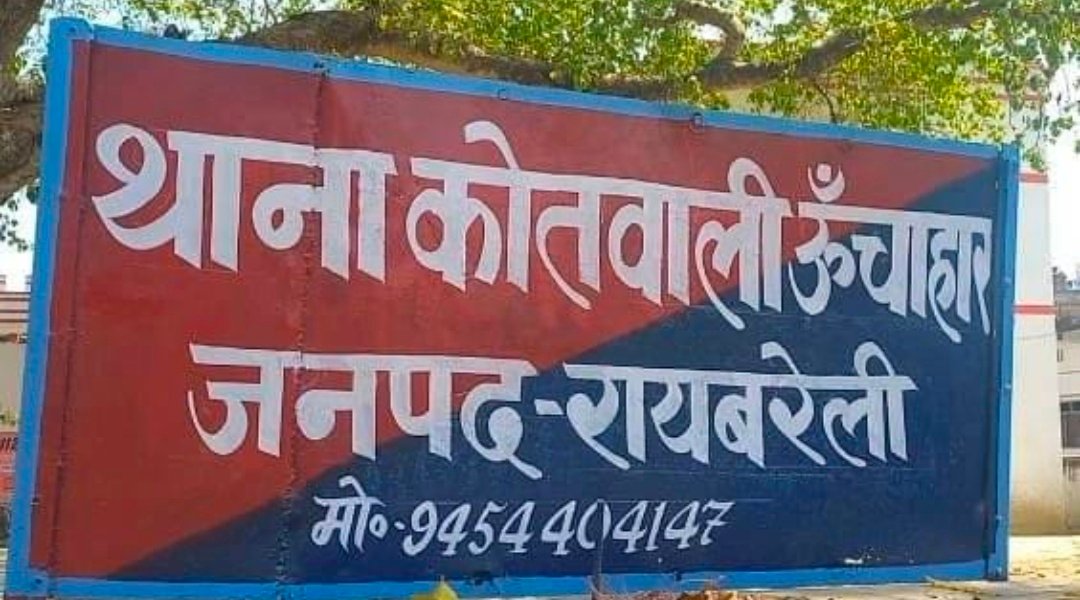 थाना कोतवाली ऊँचाहार
जनपद-रायबरेली
मो०-9454404147